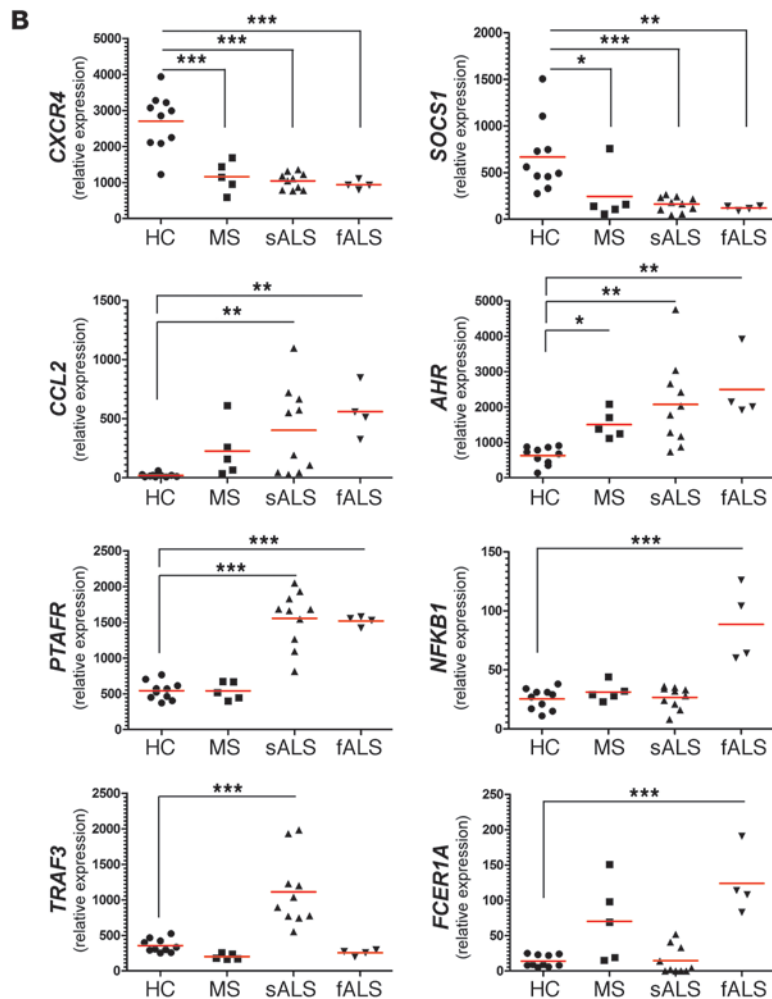 B
***
***
***
5000
4000
3000
2000
1000
0
CXCR4
(relative expression)
HC MS sALS fALS
**
***
*
2000
1500
1000
500
0
SOCS1
(relative expression)
HC MS sALS fALS
**
**
1500
1000
500
0
CCL2
(relative expression)
HC MS sALS fALS
**
**
*
5000
4000
3000
2000
1000
0
AHR
(relative expression)
HC MS sALS fALS
***
***
2500
2000
1500
1000
500
0
PTAFR
(relative expression)
HC MS sALS fALS
***
150
100
50
0
NFKB1
(relative expression)
HC MS sALS fALS
***
2500
2000
1500
1000
500
0
TRAF3
(relative expression)
HC MS sALS fALS
***
250
200
150
100
50
0
FCER1A
(relative expression)
HC MS sALS fALS